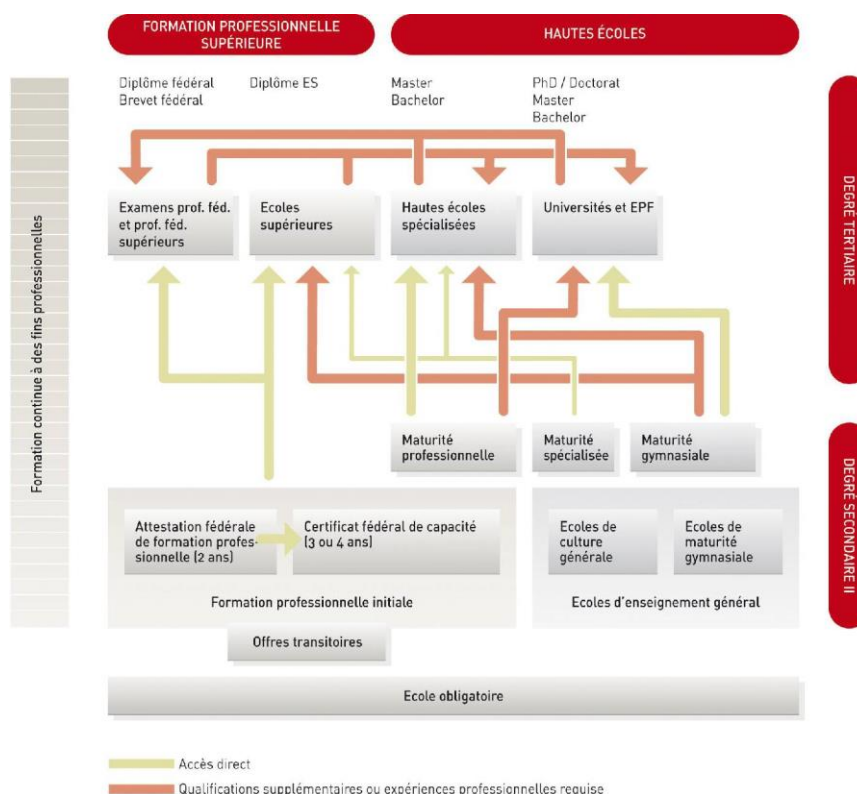 FORMATION PROFESSIONNELLE
SUPÉRIEURE
HAUTES ÉCOLES
Diplôme fédéral
Brevet fédéral
Diplôme ES
Master
Bachelor
PhD / Doctorat
Master
Bachelor
Examens prof. féd.
et prof. féd.
supérieurs
Ecoles
supérieures
Hautes écoles
spécialisées
Universités et EPF
DEGRÉ TERTIAIRE
Formation continue à des fins professionnelles
Maturité
professionnelle
Maturité
spécialisée
Maturité
gymnasiale
DEGRÉ SECONDAIRE II
Attestation fédérale
de formation profes-
sionnelle (2 ans)
Certificat fédéral de capacité
(3 ou 4 ans)
Ecoles de
culture
générale
Ecoles de
maturité
gymnasiale
Formation professionnelle initiale
Ecoles d'enseignement général
Offres transitoires
Ecole obligatoire
Accès direct
Qualifications supplémentaires ou expériences professionnelles requise